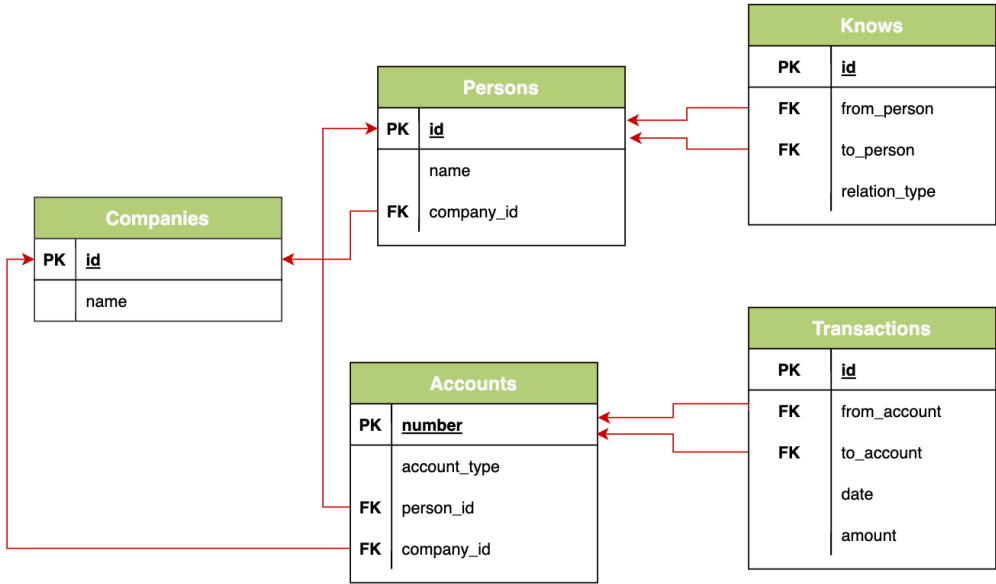 Knows
PK id
FK from_person
FK to_person
relation_type
Persons
PK id
name
FK company_id
Companies
PK id
name
Transactions
PK id
FK from_account
FK to_account
date
amount
Accounts
PK number
account_type
FK person_id
FK company_id